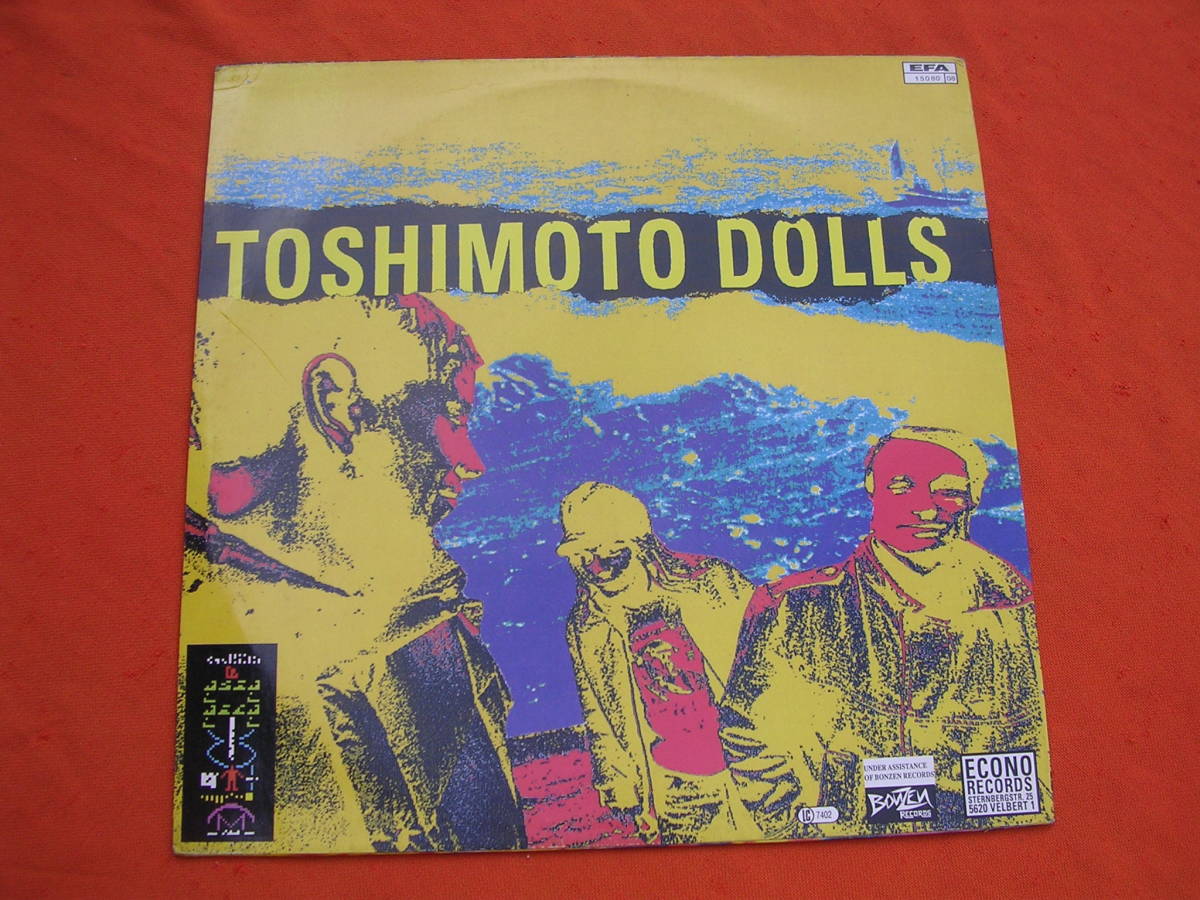 EFA
15080 08
TOSHIMOTO DOLLS
UNDER ASSISTANCE
OF BONZEN RECORDS
BONZEN
RECORDS
LC 7402
ECONO
RECORDS
STERNBERGSTR. 25
5620 VELBERT 1